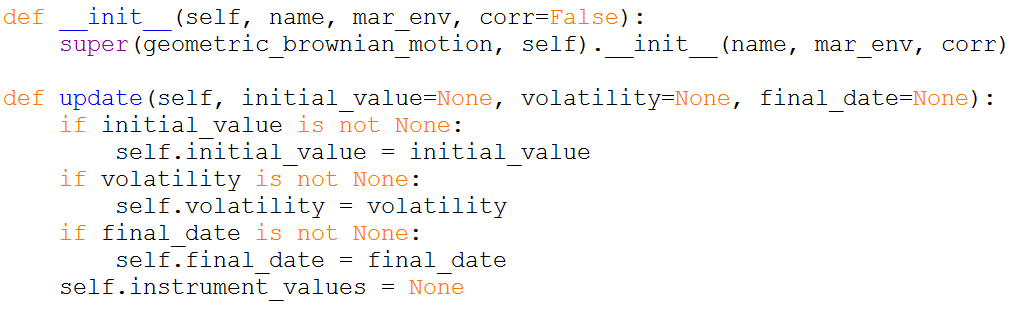 def __init__(self, name, mar_env, corr=False):
    super(geometric_brownian_motion, self).__init__(name, mar_env, corr)

def update(self, initial_value=None, volatility=None, final_date=None):
    if initial_value is not None:
        self.initial_value = initial_value
    if volatility is not None:
        self.volatility = volatility
    if final_date is not None:
        self.final_date = final_date
    self.instrument_values = None